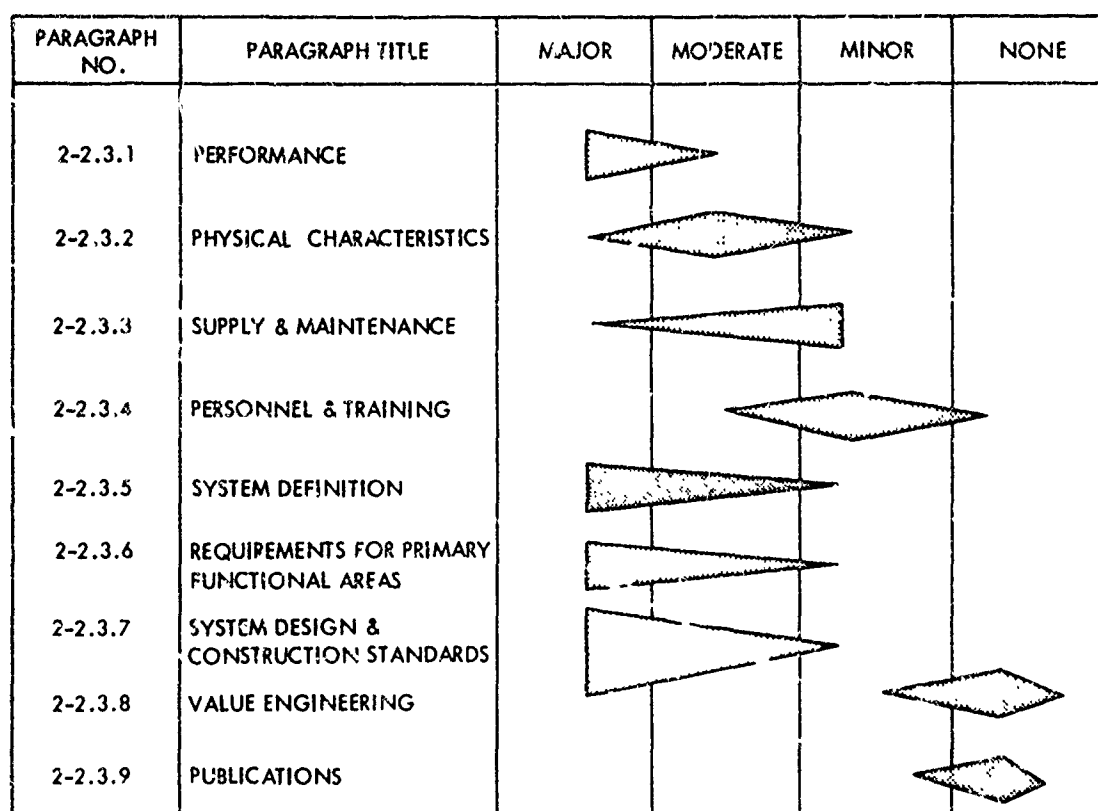 PARAGRAPH NO. PARAGRAPH TITLE MAJOR MODERATE MINOR NONE
2-2.3.1 PERFORMANCE
2-2.3.2 PHYSICAL CHARACTERISTICS
2-2.3.3 SUPPLY & MAINTENANCE
2-2.3.4 PERSONNEL & TRAINING
2-2.3.5 SYSTEM DEFINITION
2-2.3.6 REQUIREMENTS FOR PRIMARY
FUNCTIONAL AREAS
2-2.3.7 SYSTEM DESIGN &
CONSTRUCTION STANDARDS
2-2.3.8 VALUE ENGINEERING
2-2.3.9 PUBLICATIONS